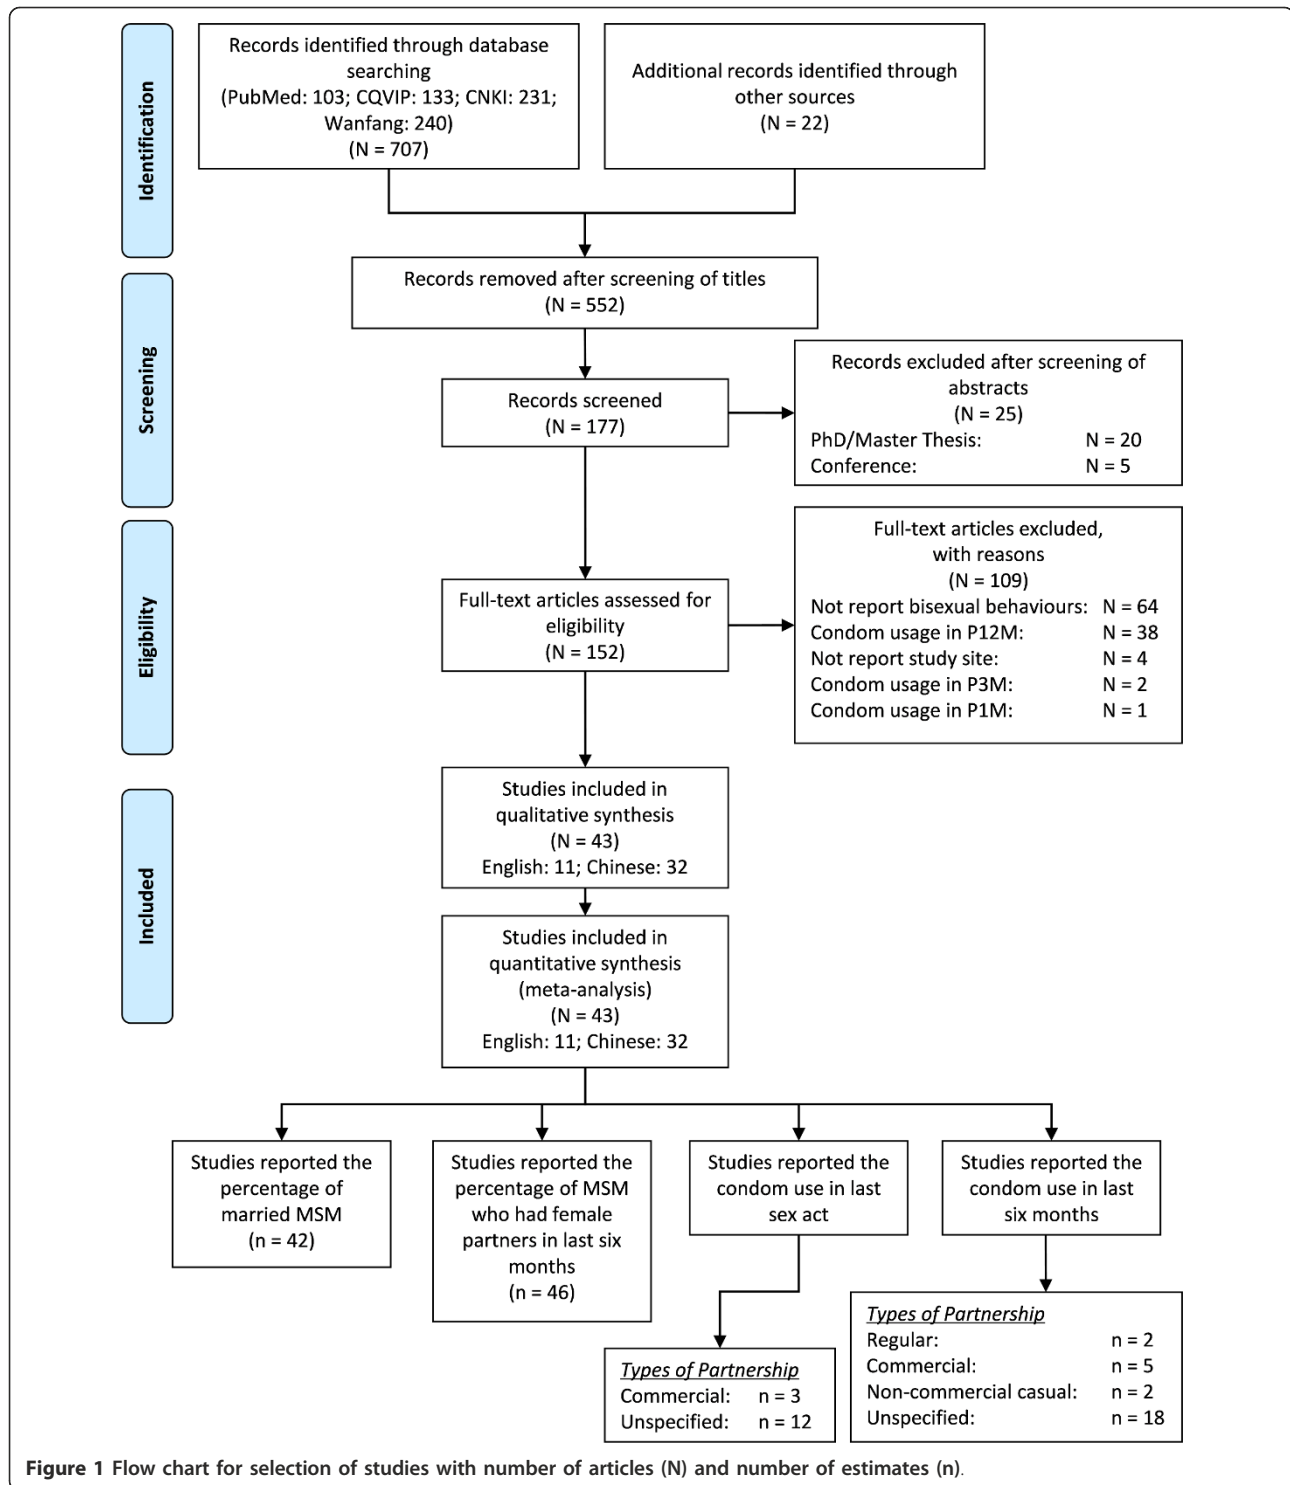 Identification
Records identified through database
searching
(PubMed: 103; CQVIP: 133; CNKI: 231;
Wanfang: 240)
(N = 707)
Additional records identified through
other sources
(N = 22)
Screening
Records removed after screening of titles
(N = 552)
Records screened
(N = 177)
Records excluded after screening of
abstracts
(N = 25)
PhD/Master Thesis: N = 20
Conference: N = 5
Eligibility
Full-text articles assessed for
eligibility
(N = 152)
Full-text articles excluded,
with reasons
(N = 109)
Not report bisexual behaviours: N = 64
Condom usage in P12M: N = 38
Not report study site: N = 4
Condom usage in P3M: N = 2
Condom usage in P1M: N = 1
Included
Studies included in
qualitative synthesis
(N = 43)
English: 11; Chinese: 32
Studies included in
quantitative synthesis
(meta-analysis)
(N = 43)
English: 11; Chinese: 32
Studies reported the
percentage of
married MSM
(n = 42)
Studies reported the
percentage of MSM
who had female
partners in last six
months
(n = 46)
Studies reported the
condom use in last
sex act
Studies reported the
condom use in last
six months
Types of Partnership
Commercial: n = 3
Unspecified: n = 12
Types of Partnership
Regular: n = 2
Commercial: n = 5
Non-commercial casual: n = 2
Unspecified: n = 18
Figure 1 Flow chart for selection of studies with number of articles (N) and number of estimates (n).